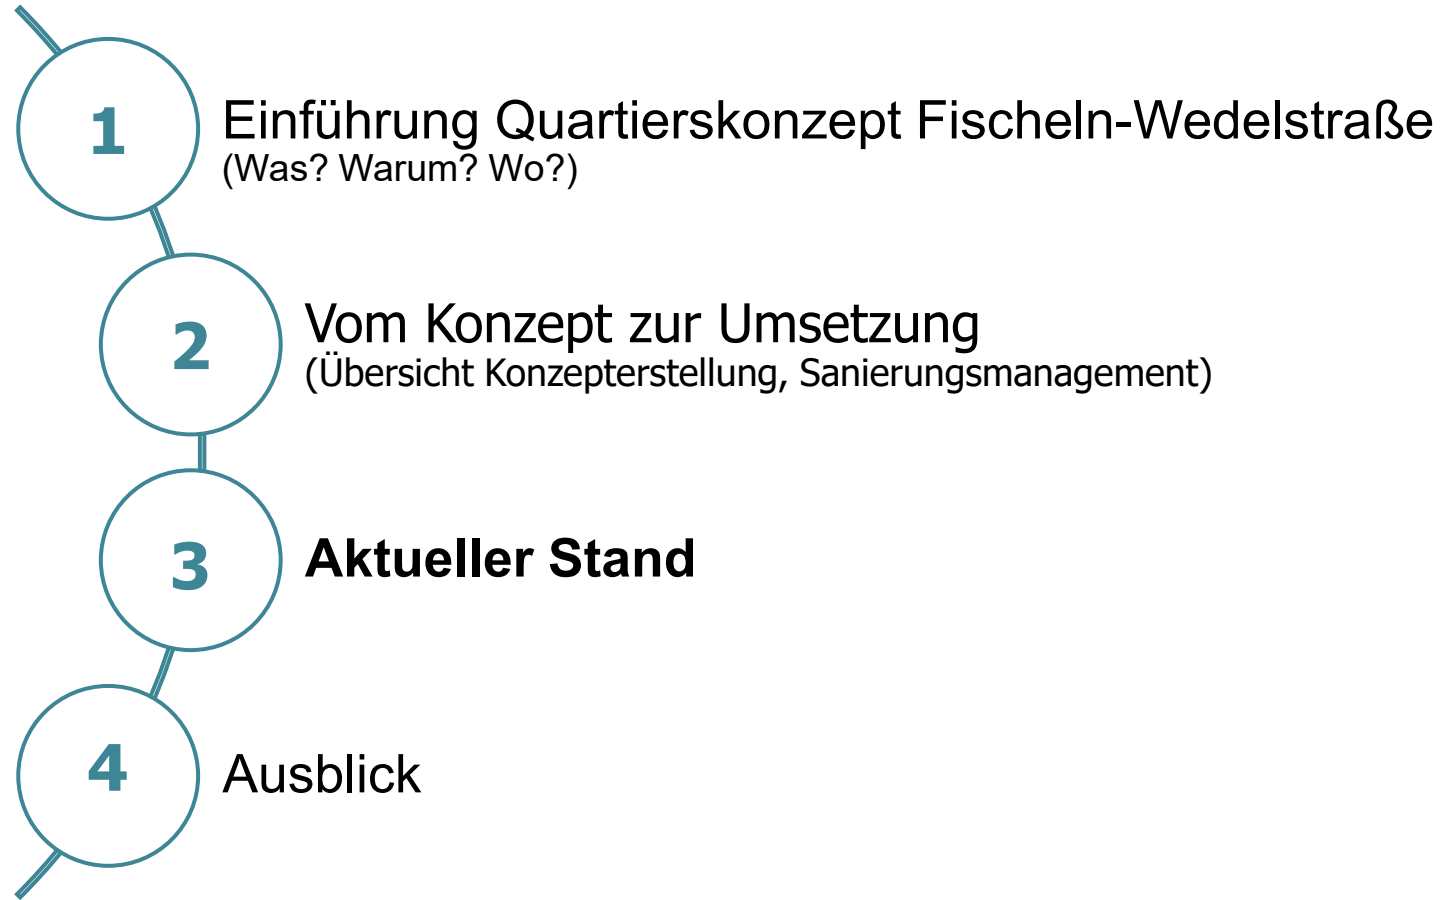 1
Einführung Quartierskonzept Fischeln-Wedelstraße
(Was? Warum? Wo?)
2
Vom Konzept zur Umsetzung
(Übersicht Konzepterstellung, Sanierungsmanagement)
3
Aktueller Stand
4
Ausblick